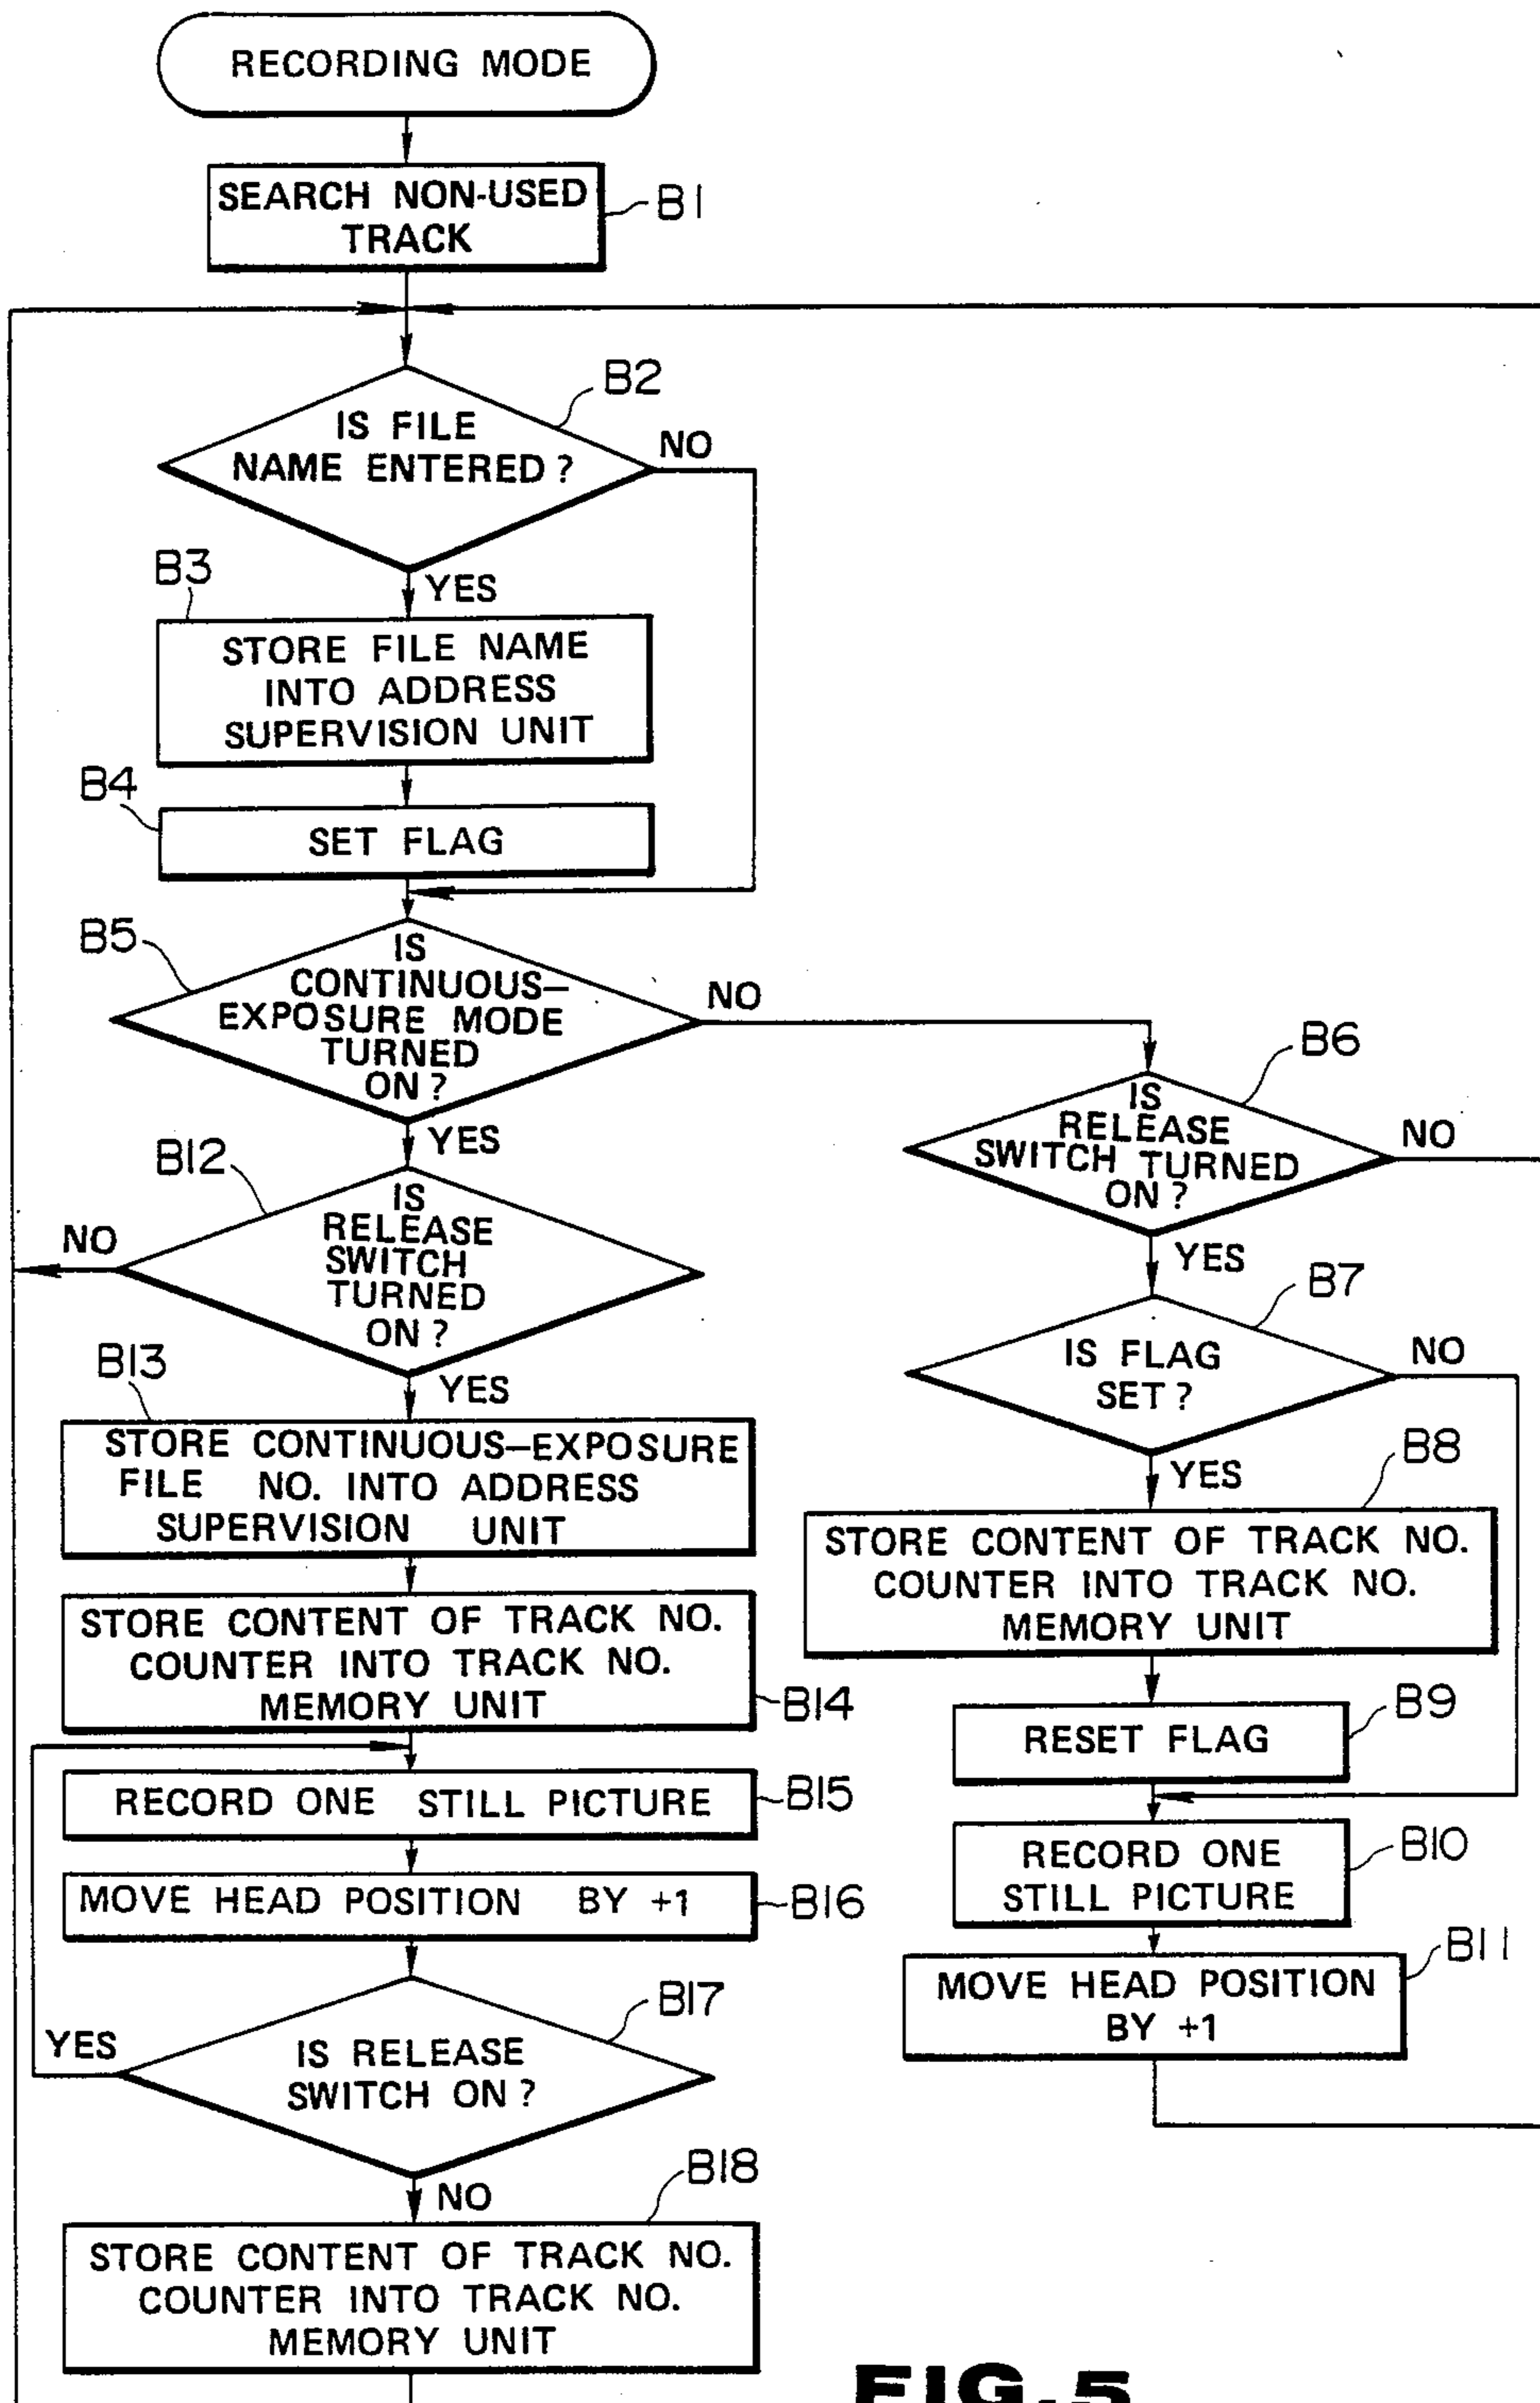 RECORDING MODE
SEARCH NON-USED
TRACK
B1
IS FILE
NAME ENTERED?
B2
NO
YES
B3
STORE FILE NAME
INTO ADDRESS
SUPERVISION UNIT
B4
SET FLAG
B5
IS
CONTINUOUS-
EXPOSURE MODE
TURNED
ON?
NO
YES
B12
IS
RELEASE
SWITCH
TURNED
ON?
NO
YES
B13
STORE CONTINUOUS-EXPOSURE
FILE NO. INTO ADDRESS
SUPERVISION UNIT
STORE CONTENT OF TRACK NO.
COUNTER INTO TRACK NO.
MEMORY UNIT
B14
RECORD ONE STILL PICTURE
B15
MOVE HEAD POSITION BY +1
B16
IS RELEASE
SWITCH ON?
B17
YES
NO
B18
STORE CONTENT OF TRACK NO.
COUNTER INTO TRACK NO.
MEMORY UNIT
B6
IS
RELEASE
SWITCH TURNED
ON?
NO
YES
B7
IS FLAG
SET?
NO
YES
B8
STORE CONTENT OF TRACK NO.
COUNTER INTO TRACK NO.
MEMORY UNIT
B9
RESET FLAG
RECORD ONE
STILL PICTURE
B10
MOVE HEAD POSITION
BY +1
B11
FIG.5